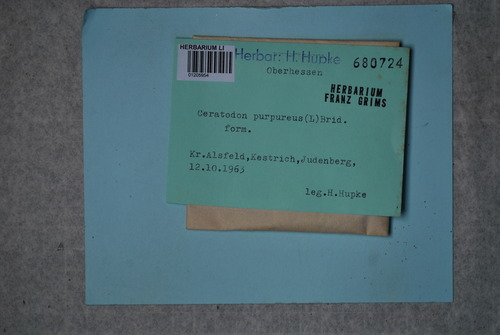 HERBARIUM LI
Herbar: H. Hupke
680724
Oberhessen
HERBARIUM
FRANZ GRIMS
Ceratodon purpureus(L)Brid.
form.
Kr.Alsfeld,Kestrich,Judenberg,
12.10.1963
leg.H.Hupke